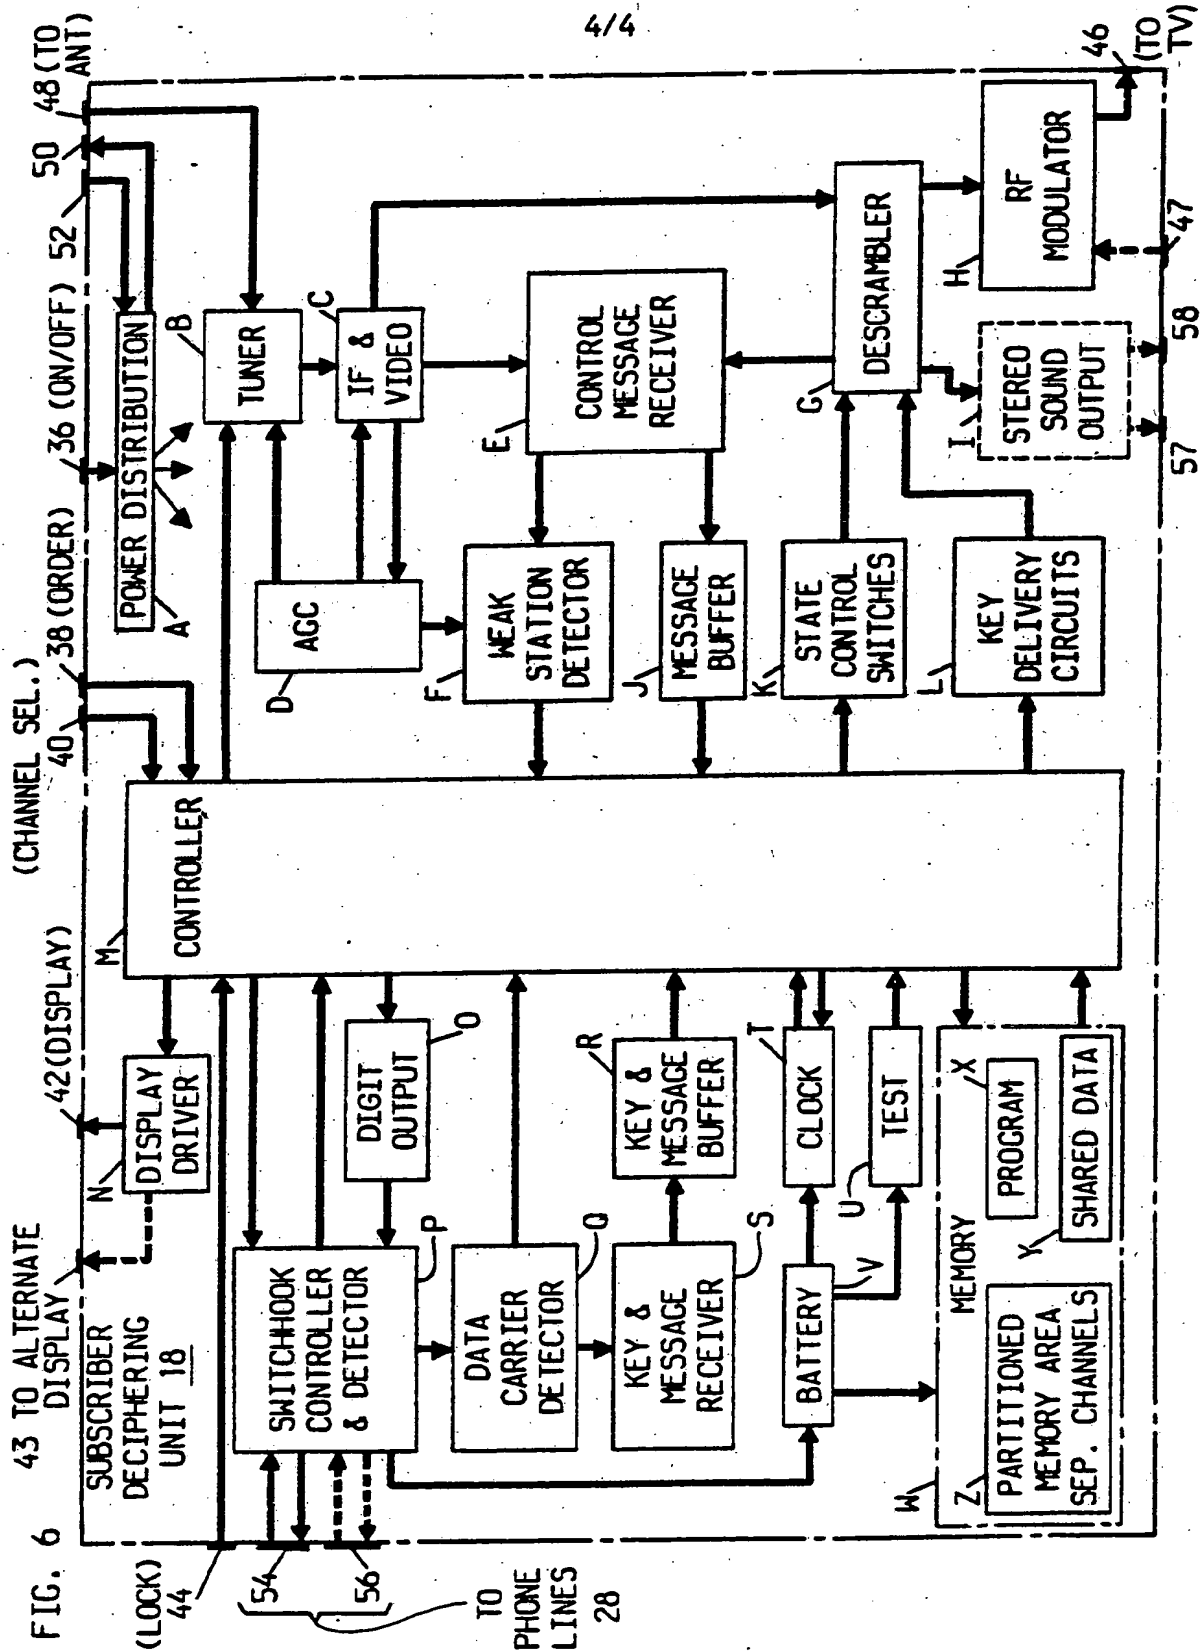 4/4
FIG. 6
43 TO ALTERNATE
DISPLAY
42 (DISPLAY)
(CHANNEL SEL.)
40
38 (ORDER)
36 (ON/OFF)
52
50
48 (TO
ANT)
SUBSCRIBER
DECIPHERING
UNIT 18
(LOCK)
44
54
56
TO
PHONE
LINES
28
N
DISPLAY
DRIVER
M
CONTROLLER
A
POWER DISTRIBUTION
B
TUNER
C
IF &
VIDEO
D
AGC
E
CONTROL
MESSAGE
RECEIVER
F
WEAK
STATION
DETECTOR
G
DESCRAMBLER
H
RF
MODULATOR
I
STEREO
SOUND
OUTPUT
J
MESSAGE
BUFFER
K
STATE
CONTROL
SWITCHES
L
KEY
DELIVERY
CIRCUITS
O
DIGIT
OUTPUT
P
SWITCHHOOK
CONTROLLER
& DETECTOR
Q
DATA
CARRIER
DETECTOR
R
KEY &
MESSAGE
BUFFER
S
KEY &
MESSAGE
RECEIVER
T
CLOCK
U
TEST
V
BATTERY
W
MEMORY
X
PROGRAM
Y
SHARED DATA
Z
PARTITIONED
MEMORY AREA
SEP. CHANNELS
57
58
47
46
(TO
TV)